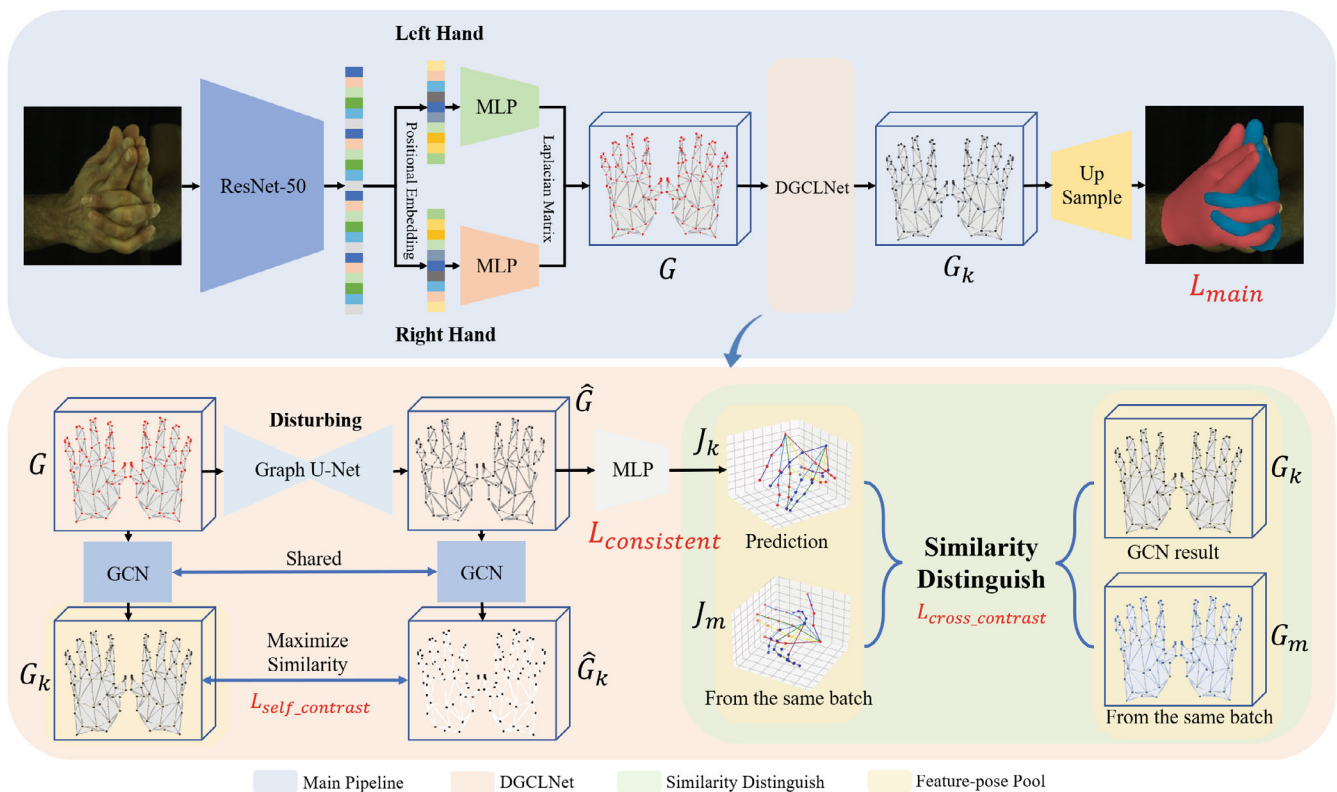 Left Hand
ResNet-50
Positional Embedding
MLP
MLP
Laplacian Matrix
Right Hand
G
DGCLNet
G_k
Up
Sample
L_main
G
Disturbing
Graph U-Net
Ĝ
MLP
L_consistent
GCN
Shared
GCN
G_k
Maximize
Similarity
L_self_contrast
Ĝ_k
J_k
Prediction
J_m
From the same batch
Similarity
Distinguish
L_cross_contrast
G_k
GCN result
G_m
From the same batch
Main Pipeline
DGCLNet
Similarity Distinguish
Feature-pose Pool